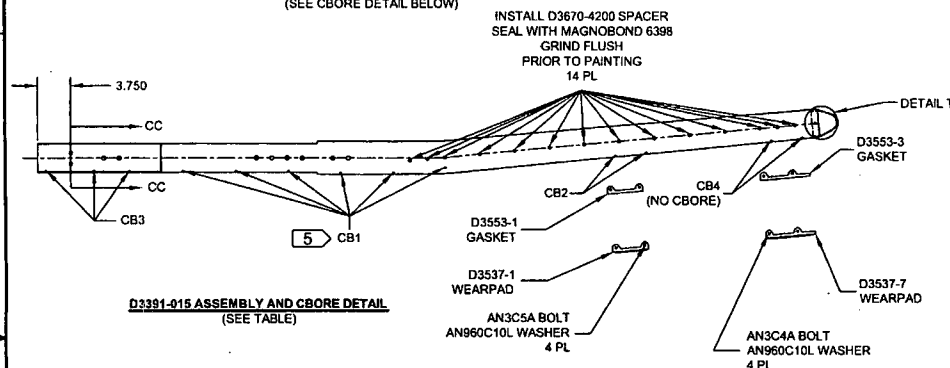 (SEE CBORE DETAIL BELOW)
INSTALL D3670-4200 SPACER
SEAL WITH MAGNOBOND 6398
GRIND FLUSH
PRIOR TO PAINTING
14 PL
3.750
CC
DETAIL T
D3553-3
GASKET
CC
CB3
5
CB1
CB2
CB4
(NO CBORE)
D3553-1
GASKET
D3537-1
WEARPAD
D3537-7
WEARPAD
D3391-015 ASSEMBLY AND CBORE DETAIL
(SEE TABLE)
AN3C5A BOLT
AN960C10L WASHER
4 PL
AN3C4A BOLT
AN960C10L WASHER
4 PL